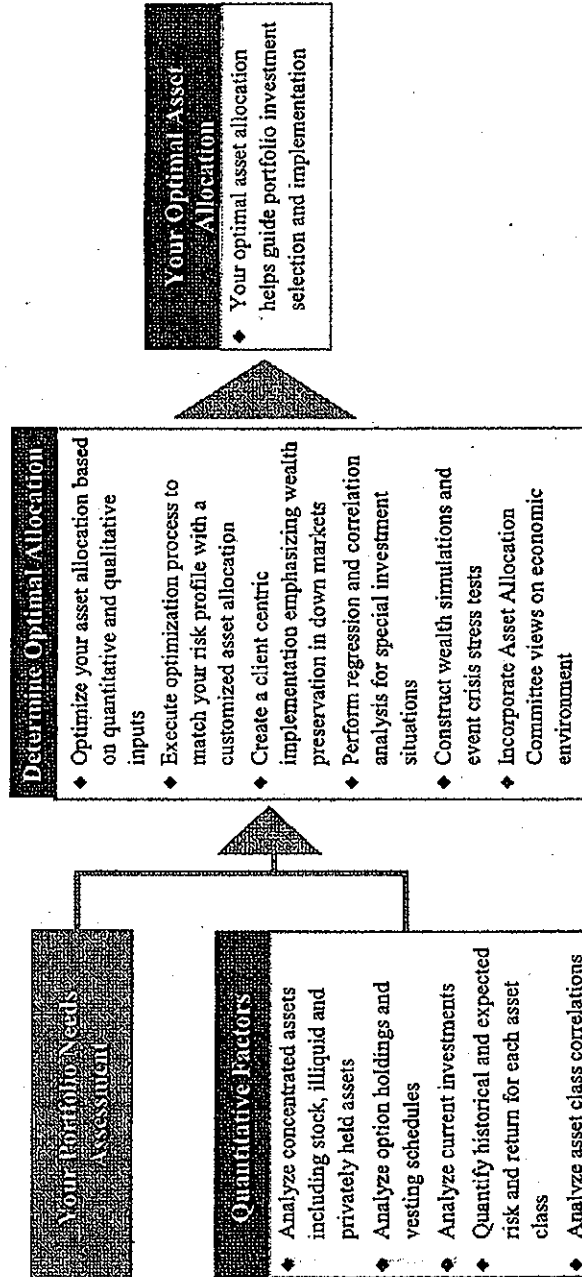 Your Portfolio Needs
Assessment
Quantitative Factors
◆ Analyze concentrated assets
including stock, illiquid and
privately held assets
◆ Analyze option holdings and
vesting schedules
◆ Analyze current investments
◆ Quantify historical and expected
risk and return for each asset
class
◆ Analyze asset class correlations
Determine Optimal Allocation
◆ Optimize your asset allocation based
on quantitative and qualitative
inputs
◆ Execute optimization process to
match your risk profile with a
customized asset allocation
◆ Create a client centric
implementation emphasizing wealth
preservation in down markets
◆ Perform regression and correlation
analysis for special investment
situations
◆ Construct wealth simulations and
event crisis stress tests
◆ Incorporate Asset Allocation
Committee views on economic
environment
Your Optimal Asset
Allocation
◆ Your optimal asset allocation
helps guide portfolio investment
selection and implementation